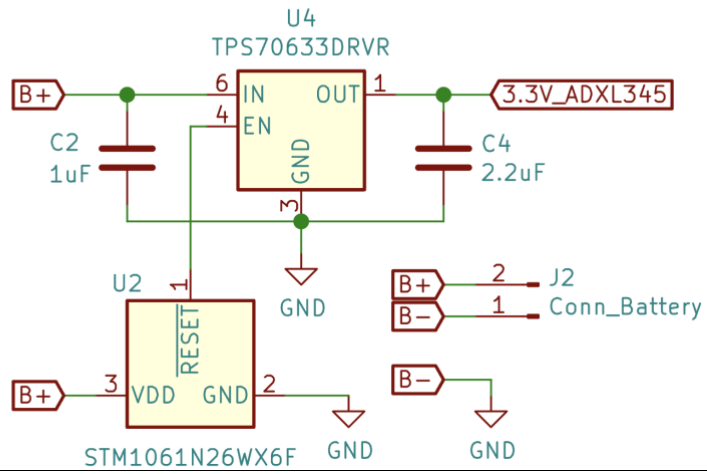 U4
TPS70633DRVR
B+
6
IN
OUT
1
3.3V_ADXL345
4
EN
C2
1uF
GND
3
C4
2.2uF
GND
U2
1
RESET
B+
3
VDD
GND
2
GND
STM1061N26WX6F
B+
2
J2
B-
1
Conn_Battery
B-
GND